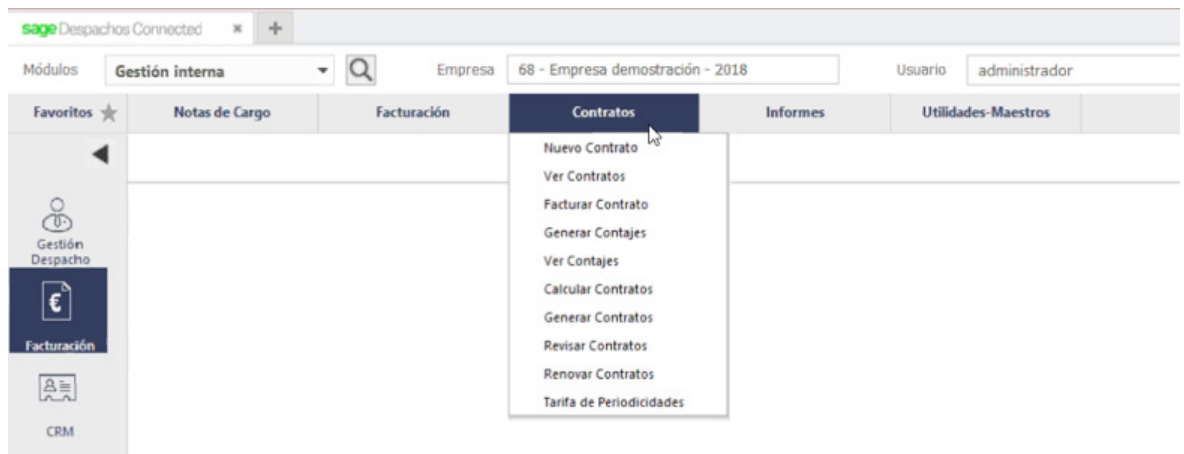 sage Despachos Connected
Módulos Gestión interna Empresa 68 - Empresa demostración - 2018 Usuario administrador
Favoritos Notas de Cargo Facturación Contratos Informes Utilidades-Maestros
Nuevo Contrato
Ver Contratos
Facturar Contrato
Generar Contajes
Ver Contajes
Calcular Contratos
Generar Contratos
Revisar Contratos
Renovar Contratos
Tarifa de Periodicidades
Gestión
Despacho
€
Facturación
CRM